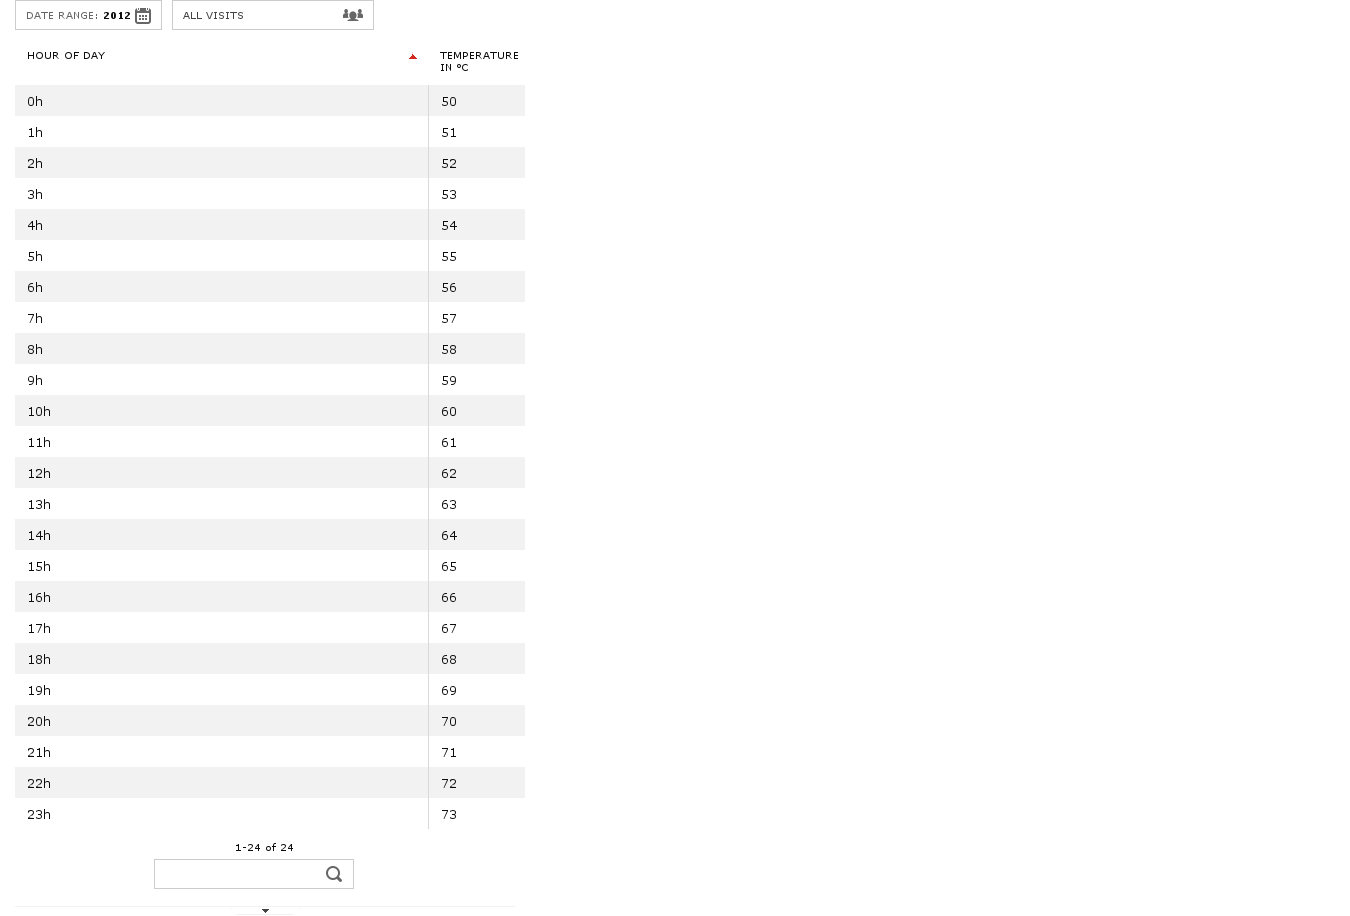 DATE RANGE: 2012 ALL VISITS
HOUR OF DAY TEMPERATURE
IN °C
0h 50
1h 51
2h 52
3h 53
4h 54
5h 55
6h 56
7h 57
8h 58
9h 59
10h 60
11h 61
12h 62
13h 63
14h 64
15h 65
16h 66
17h 67
18h 68
19h 69
20h 70
21h 71
22h 72
23h 73
1-24 of 24